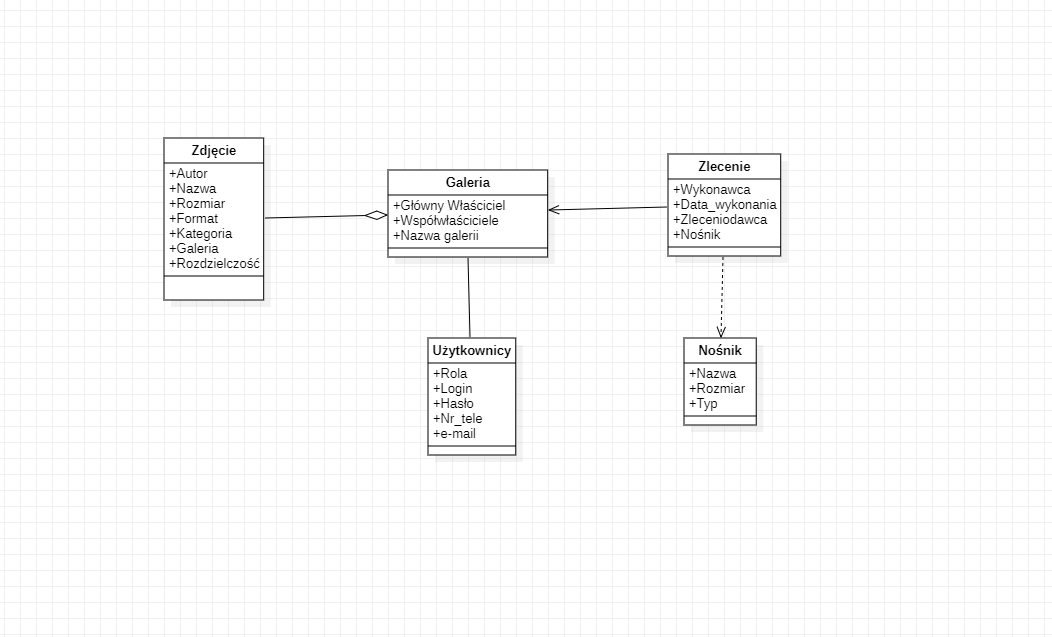 Zdjęcie
+Autor
+Nazwa
+Rozmiar
+Format
+Kategoria
+Galeria
+Rozdzielczość
Galeria
+Główny Właściciel
+Wspólwłaściciele
+Nazwa galerii
Zlecenie
+Wykonawca
+Data_wykonania
+Zleceniodawca
+Nośnik
Użytkownicy
+Rola
+Login
+Hasło
+Nr_tele
+e-mail
Nośnik
+Nazwa
+Rozmiar
+Typ